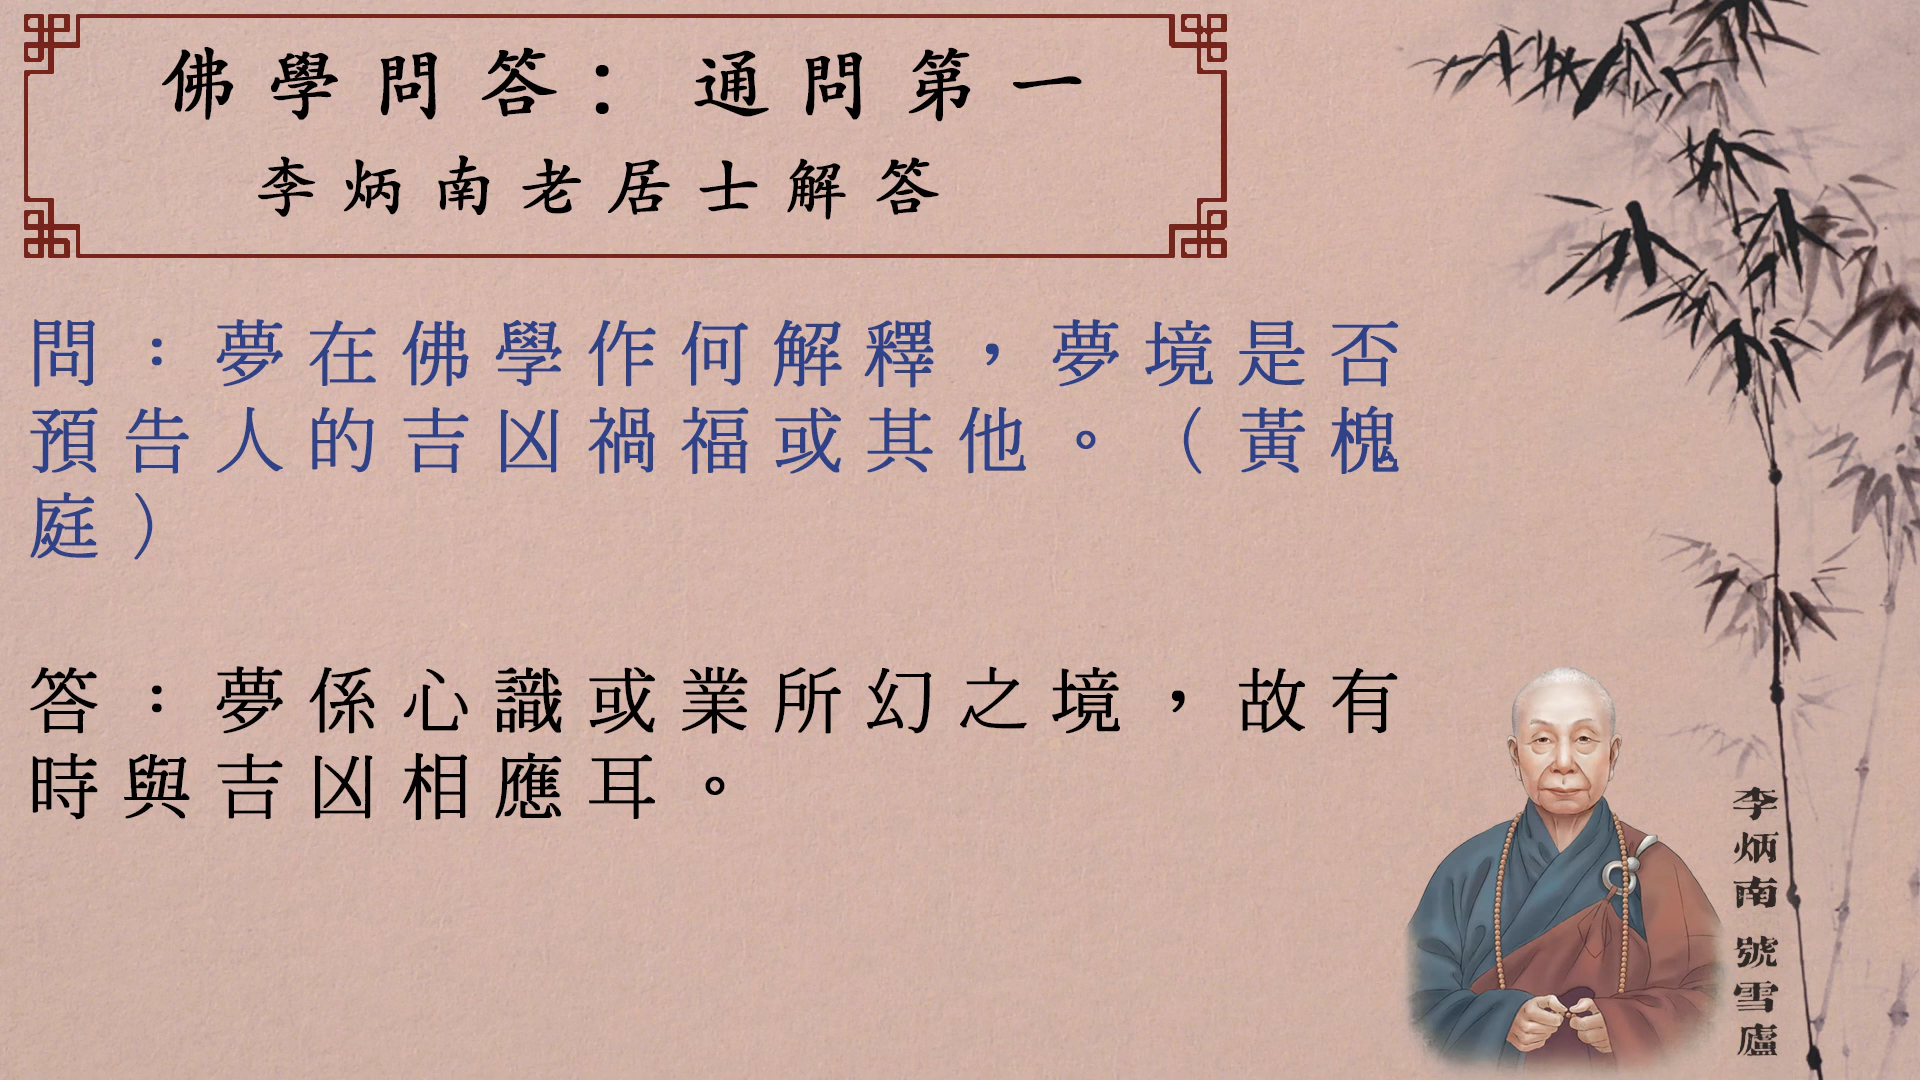 佛學問答：通問第一
李炳南老居士解答
問：夢在佛學作何解釋，夢境是否
預告人的吉凶禍福或其他。（黃槐
庭）
答：夢係心識或業所幻之境，故有
時與吉凶相應耳。
李炳南 號雪廬